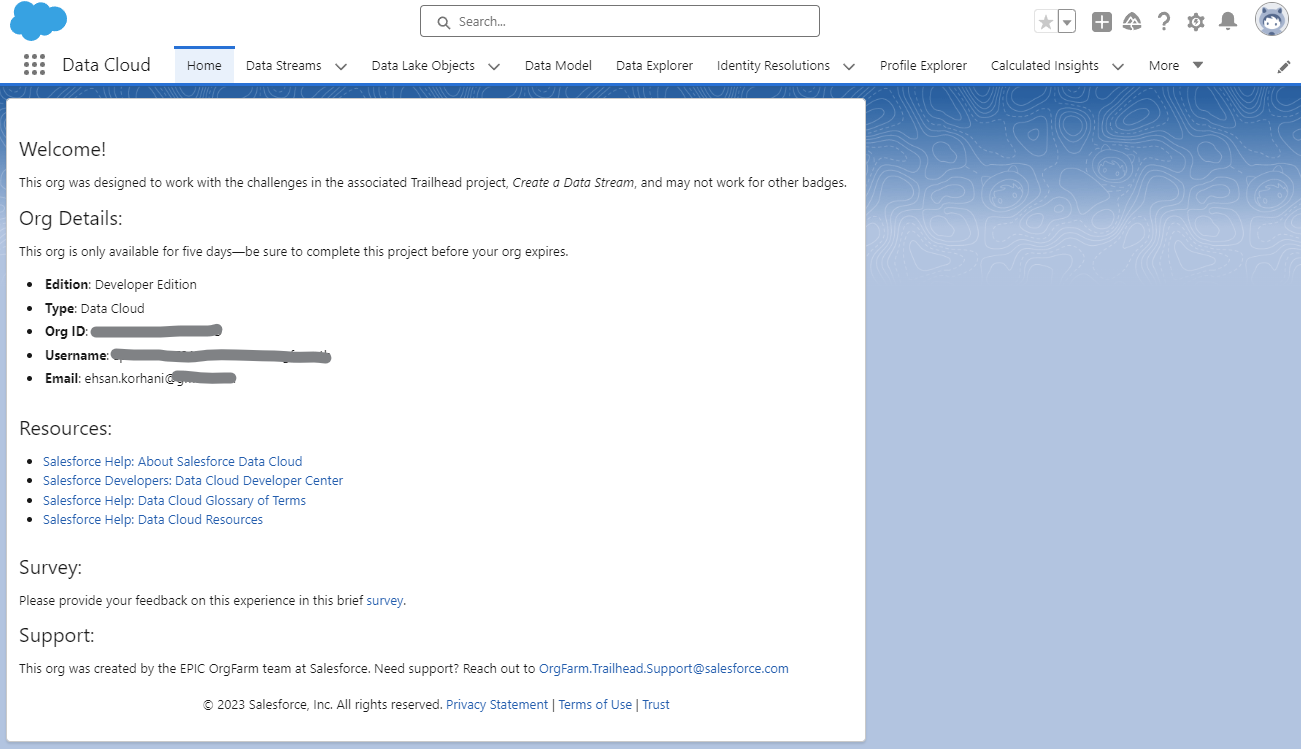 Search...
Data Cloud Home Data Streams Data Lake Objects Data Model Data Explorer Identity Resolutions Profile Explorer Calculated Insights More
Welcome!
This org was designed to work with the challenges in the associated Trailhead project, Create a Data Stream, and may not work for other badges.
Org Details:
This org is only available for five days—be sure to complete this project before your org expires.
Edition: Developer Edition
Type: Data Cloud
Org ID:
Username:
Email: ehsan.korhani@
Resources:
Salesforce Help: About Salesforce Data Cloud
Salesforce Developers: Data Cloud Developer Center
Salesforce Help: Data Cloud Glossary of Terms
Salesforce Help: Data Cloud Resources
Survey:
Please provide your feedback on this experience in this brief survey.
Support:
This org was created by the EPIC OrgFarm team at Salesforce. Need support? Reach out to OrgFarm.Trailhead.Support@salesforce.com
© 2023 Salesforce, Inc. All rights reserved. Privacy Statement | Terms of Use | Trust